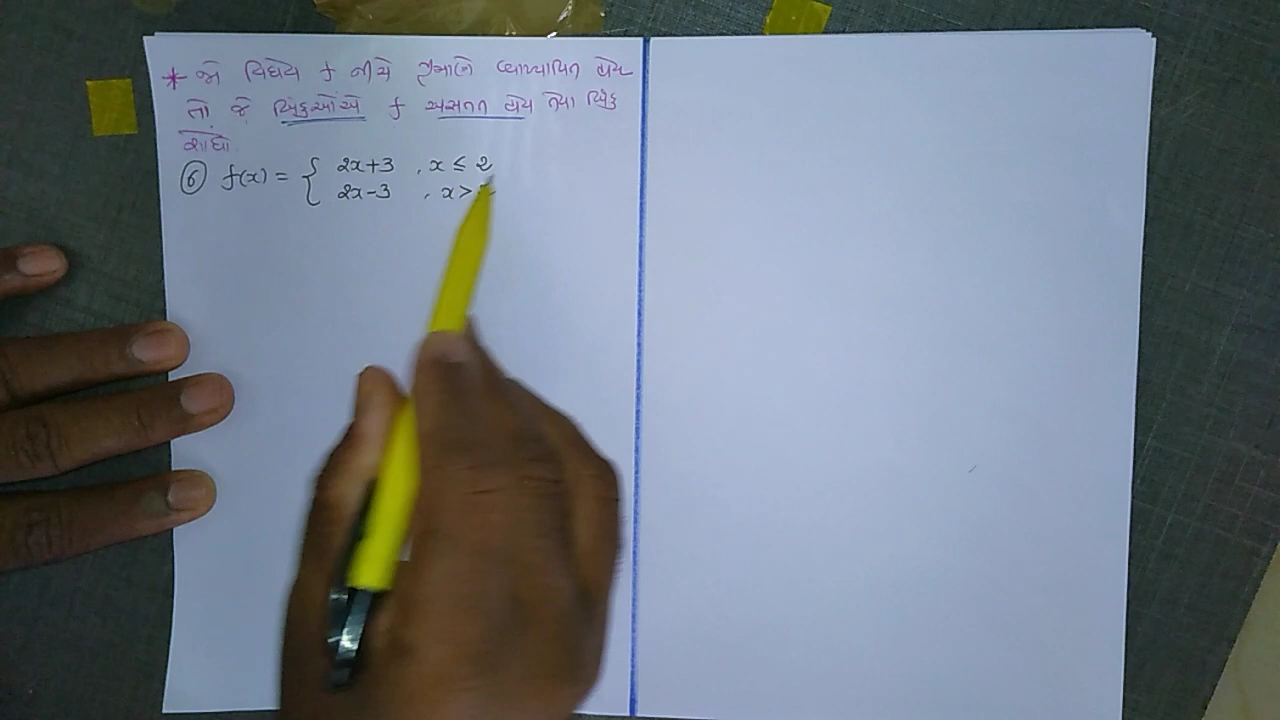 * જો વિધેય f નીચે પ્રમાણે વ્યાખ્યાયિત હોય
તો જે બિંદુઓએ f અસતત હોય તેવા બિંદુ
શોધો.
⑥ f(x) = { 2x+3 , x ≤ 2
2x-3 , x >